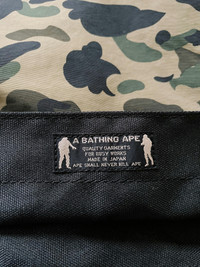 A BATHING APE
QUALITY GARMENTS
FOR BUSY WORKS
MADE IN JAPAN
APE SHALL NEVER KILL APE